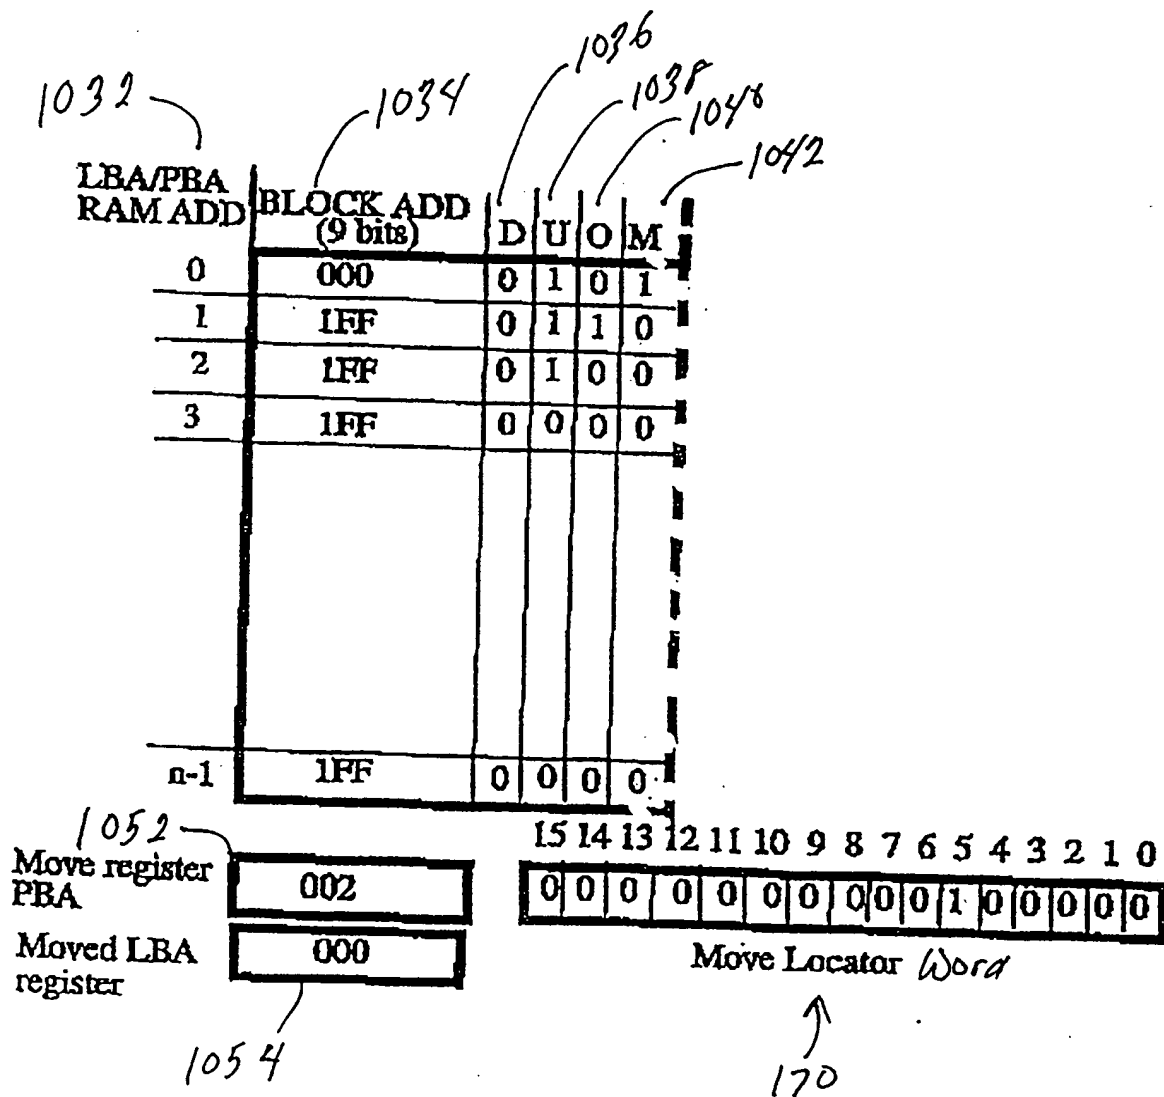 1036
1032
1034
1038
1048
1042
LBA/PBA
RAM ADD
BLOCK ADD
(9 bits)
D U O M
0 000 0 1 0 1
1 1FF 0 1 1 0
2 1FF 0 1 0 0
3 1FF 0 0 0 0
n-1 1FF 0 0 0 0
1052
15 14 13 12 11 10 9 8 7 6 5 4 3 2 1 0
Move register
PBA
002
0 0 0 0 0 0 0 0 0 0 1 0 0 0 0 0
Moved LBA
register
000
Move Locator Word
1054
170